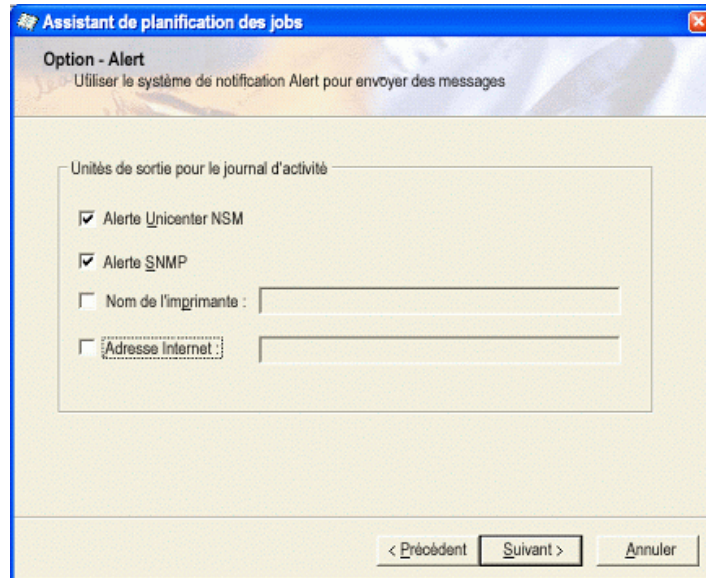 Assistant de planification des jobs
Option - Alert
Utiliser le système de notification Alert pour envoyer des messages
Unités de sortie pour le journal d'activité
Alerte Unicenter NSM
Alerte SNMP
Nom de l'imprimante :
Adresse Internet :
< Précédent Suivant > Annuler